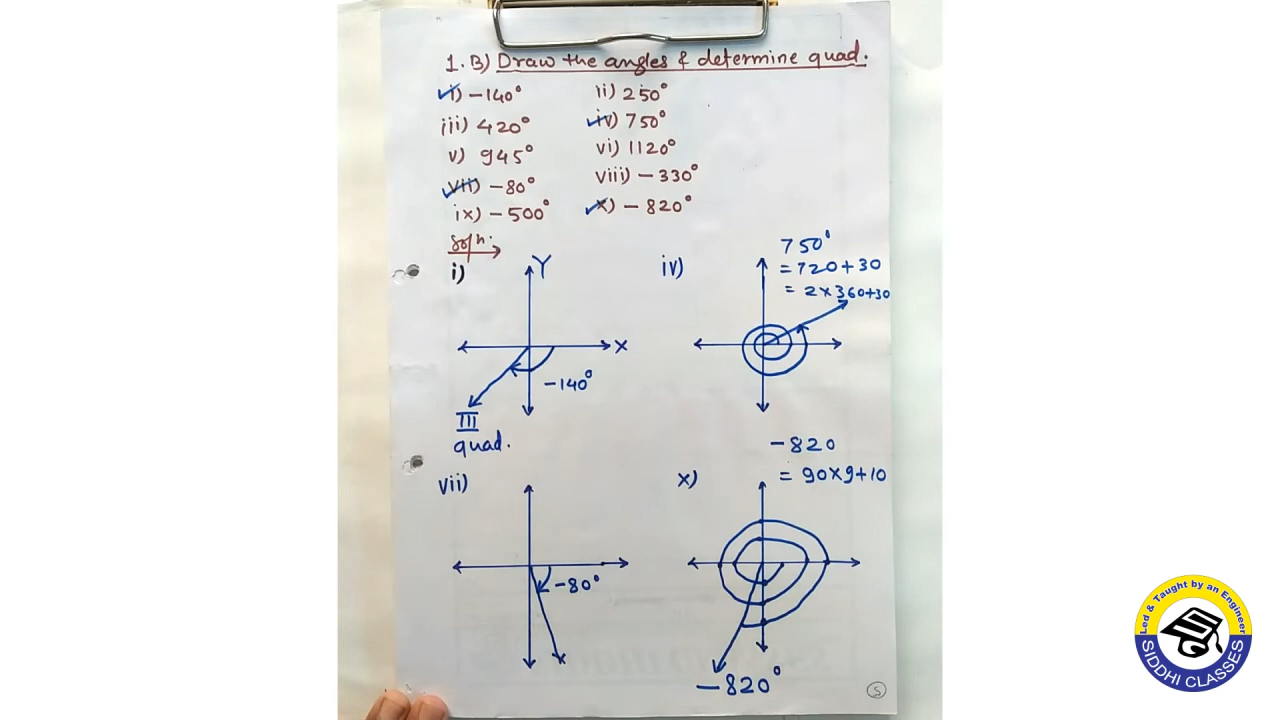 1. B) Draw the angles & determine quad.
i) -140° ii) 250°
iii) 420° iv) 750°
v) 945° vi) 1120°
vii) -80° viii) -330°
ix) -500° x) -820°
Soln.
i)
Y
X
-140°
III
quad.
iv)
750°
= 720+30
= 2×360+30
vii)
-80°
x)
-820
= 90×9+10
-820°
5
Led & Taught by an Engineer
SIDDHI CLASSES